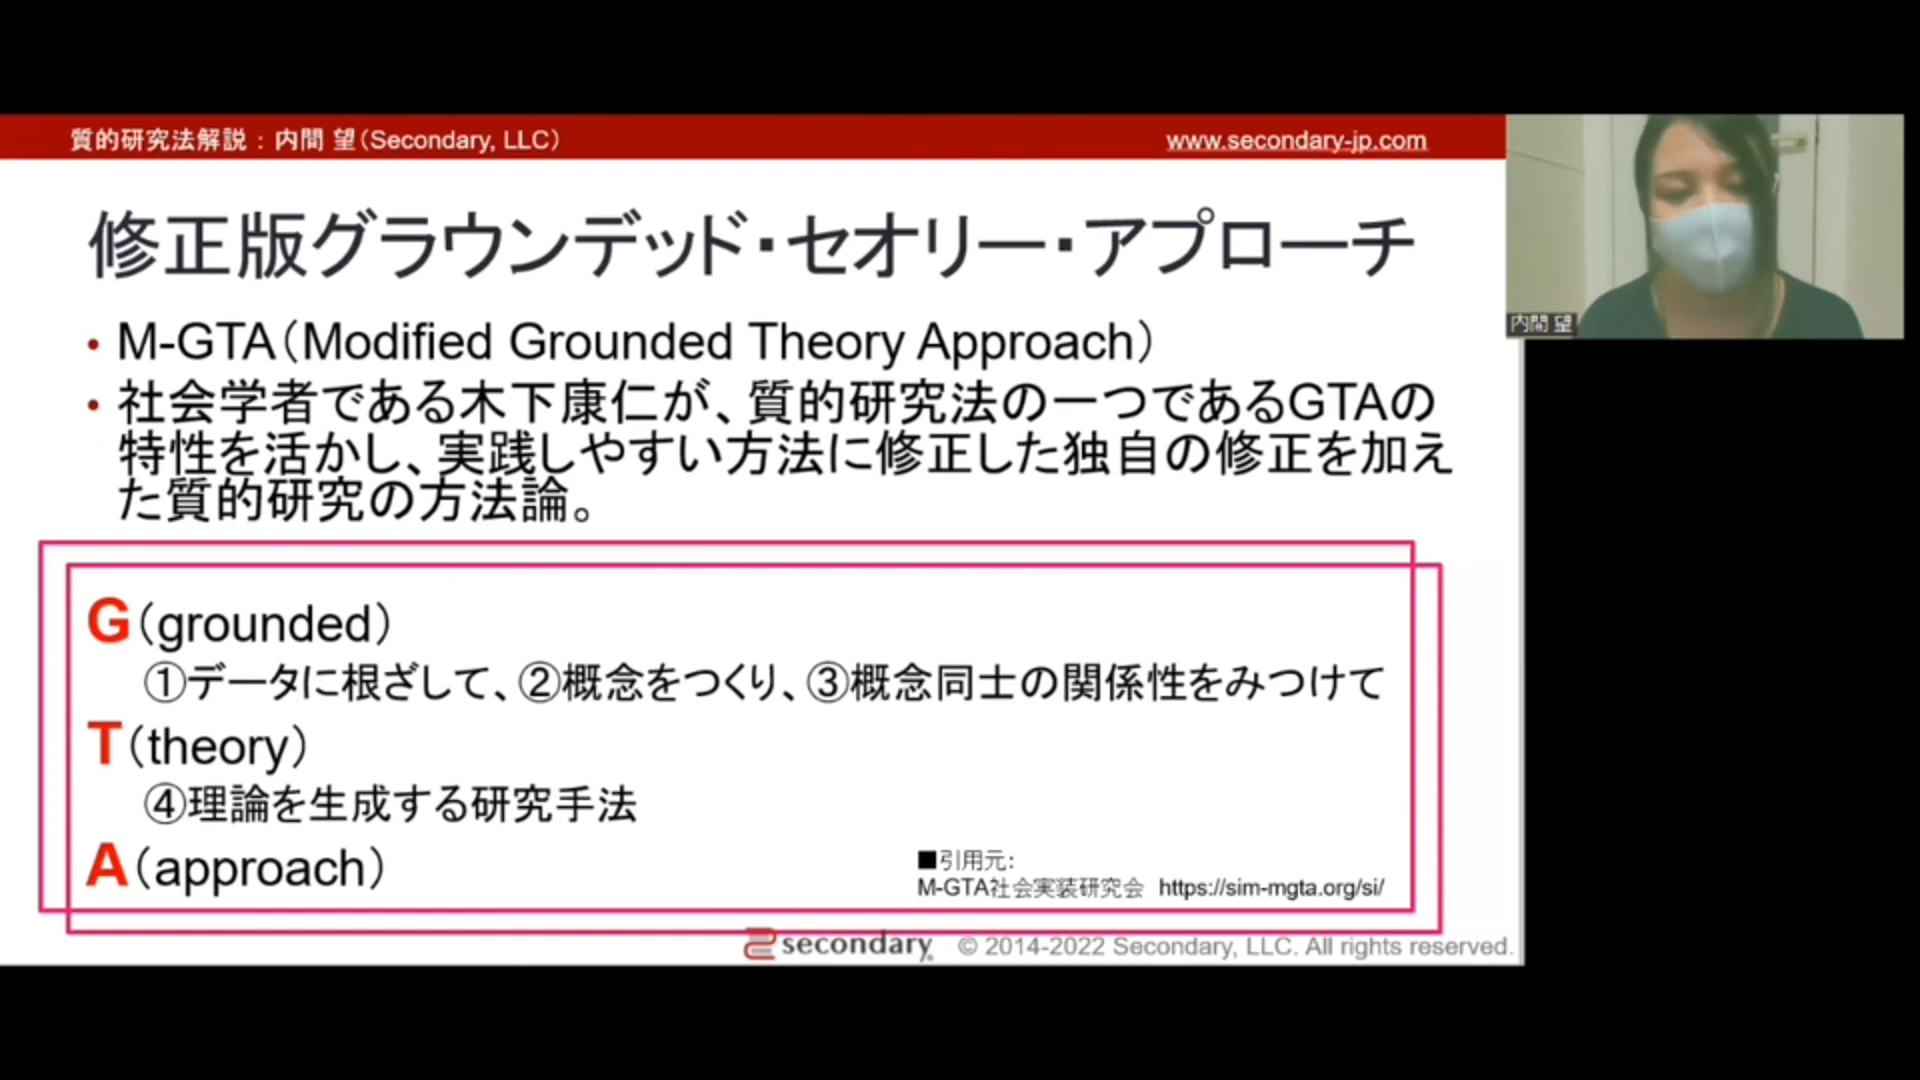 質的研究法解説：内間 望（Secondary, LLC）
www.secondary-jp.com
修正版グラウンデッド・セオリー・アプローチ
• M-GTA（Modified Grounded Theory Approach）
• 社会学者である木下康仁が、質的研究法の一つであるGTAの
特性を活かし、実践しやすい方法に修正した独自の修正を加え
た質的研究の方法論。
G（grounded）
①データに根ざして、②概念をつくり、③概念同士の関係性をみつけて
T（theory）
④理論を生成する研究手法
A（approach）
■引用元：
M-GTA社会実装研究会 https://sim-mgta.org/si/
secondary
© 2014-2022 Secondary, LLC. All rights reserved.
内間 望